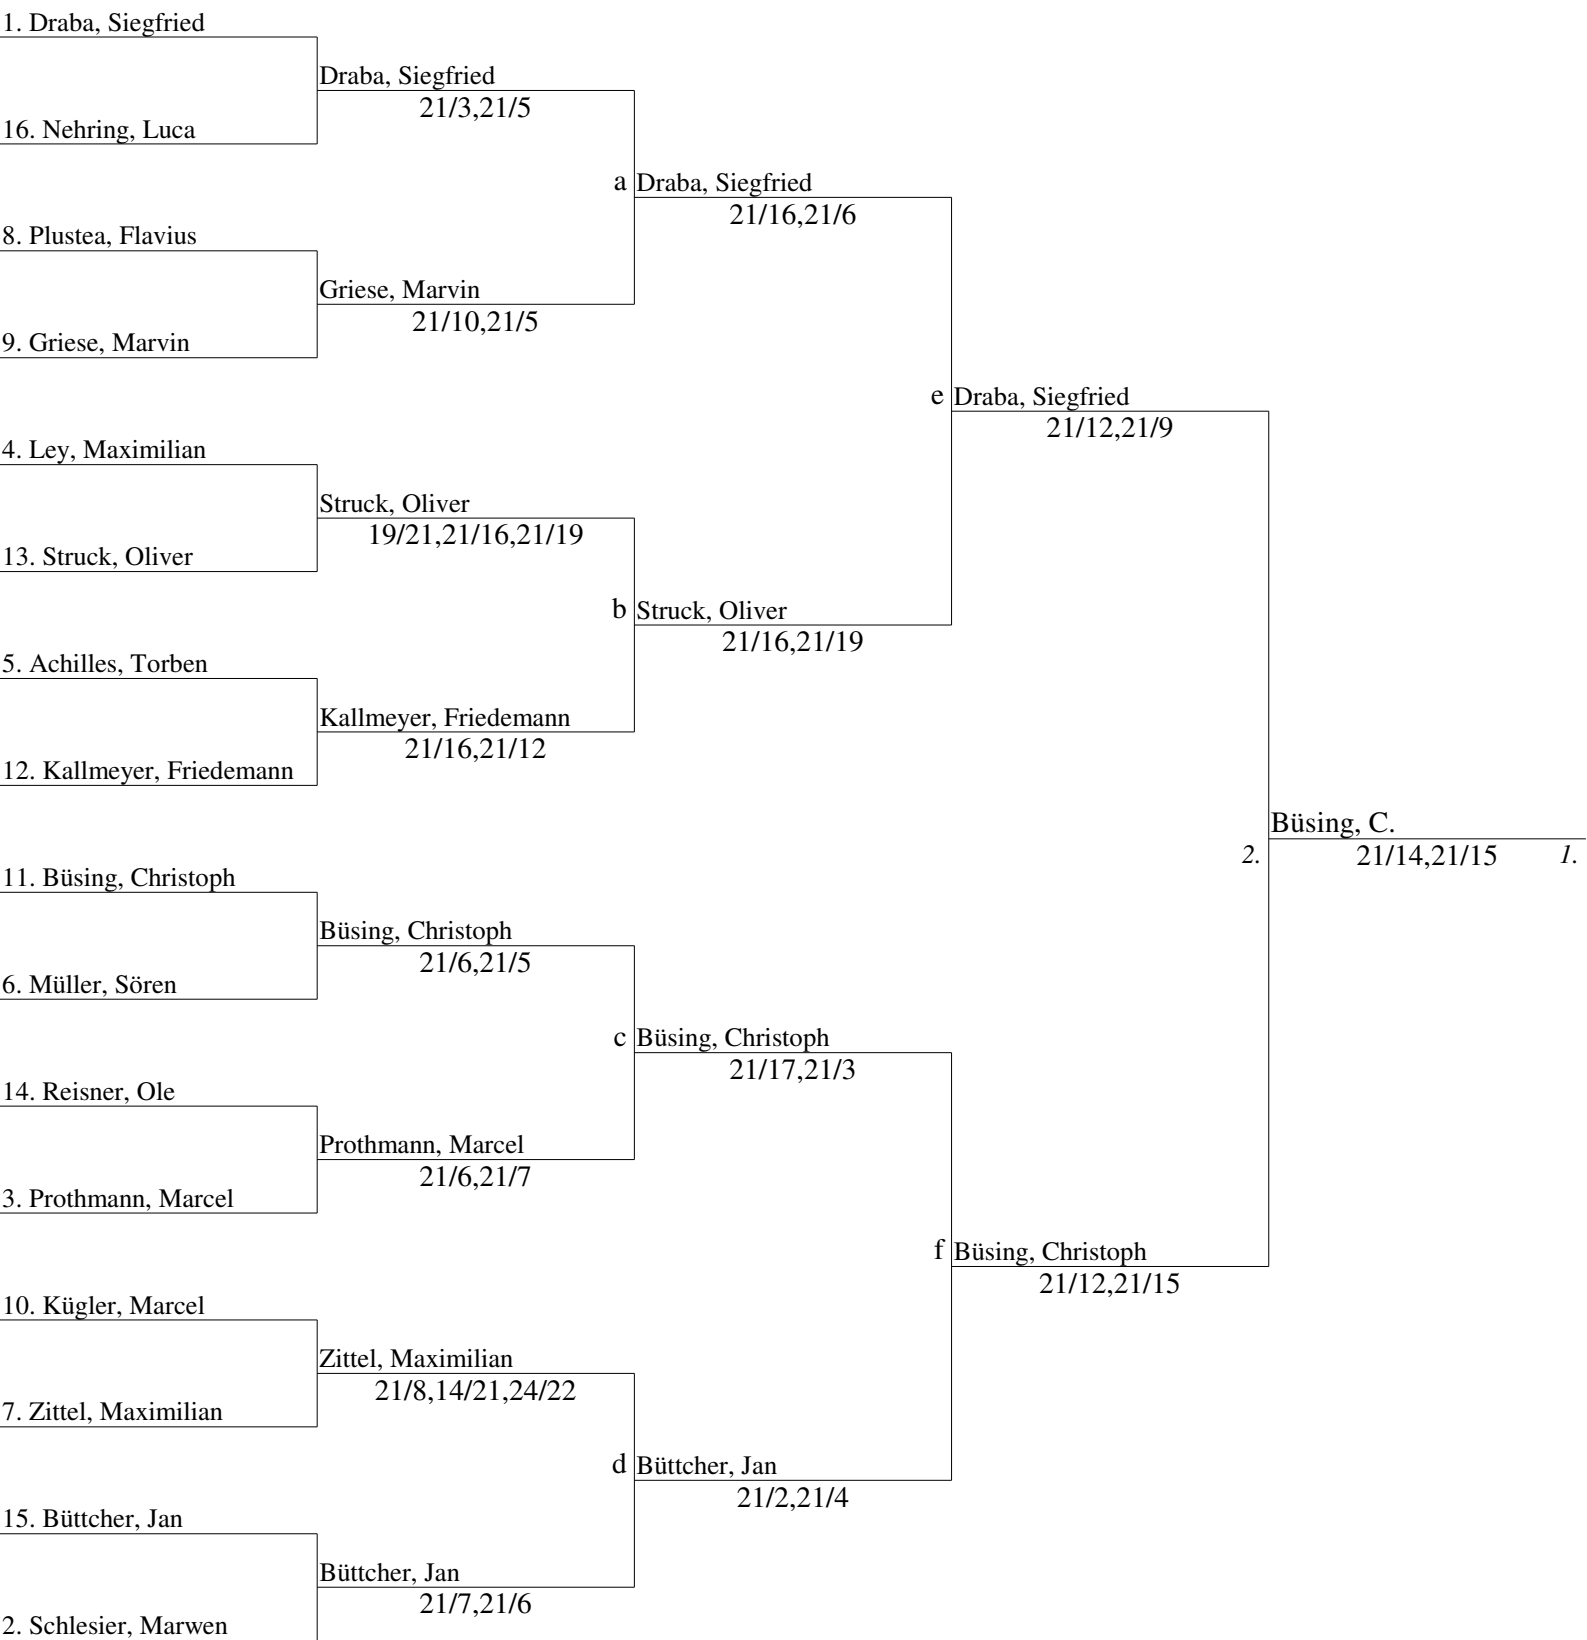 1. Draba, Siegfried
Draba, Siegfried
21/3,21/5
16. Nehring, Luca
a Draba, Siegfried
21/16,21/6
8. Plustea, Flavius
Griese, Marvin
21/10,21/5
9. Griese, Marvin
e Draba, Siegfried
21/12,21/9
4. Ley, Maximilian
Struck, Oliver
19/21,21/16,21/19
13. Struck, Oliver
b Struck, Oliver
21/16,21/19
5. Achilles, Torben
Kallmeyer, Friedemann
21/16,21/12
12. Kallmeyer, Friedemann
Büsing, C.
2. 21/14,21/15 1.
11. Büsing, Christoph
Büsing, Christoph
21/6,21/5
6. Müller, Sören
c Büsing, Christoph
21/17,21/3
14. Reisner, Ole
Prothmann, Marcel
21/6,21/7
3. Prothmann, Marcel
f Büsing, Christoph
21/12,21/15
10. Kügler, Marcel
Zittel, Maximilian
21/8,14/21,24/22
7. Zittel, Maximilian
d Büttcher, Jan
21/2,21/4
15. Büttcher, Jan
Büttcher, Jan
21/7,21/6
2. Schlesier, Marwen